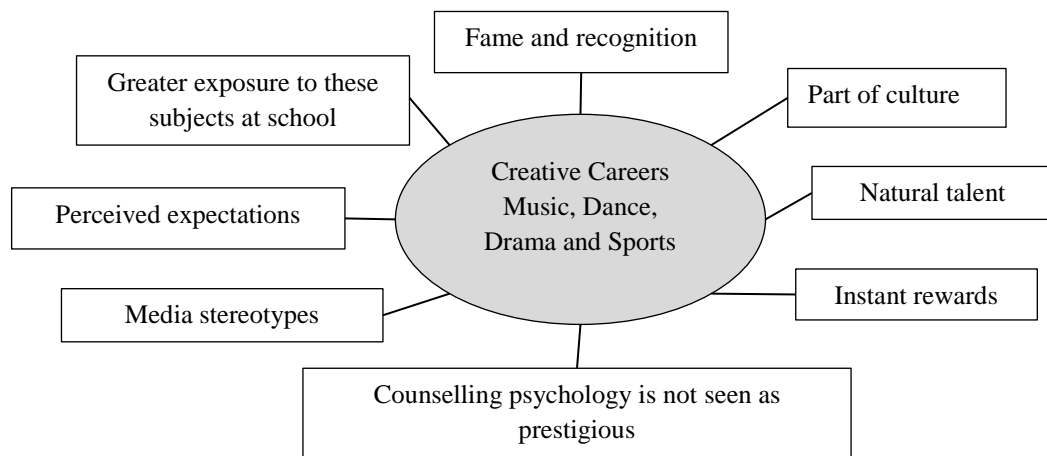 Fame and recognition
Greater exposure to these
subjects at school
Part of culture
Creative Careers
Music, Dance,
Drama and Sports
Perceived expectations
Natural talent
Media stereotypes
Instant rewards
Counselling psychology is not seen as
prestigious